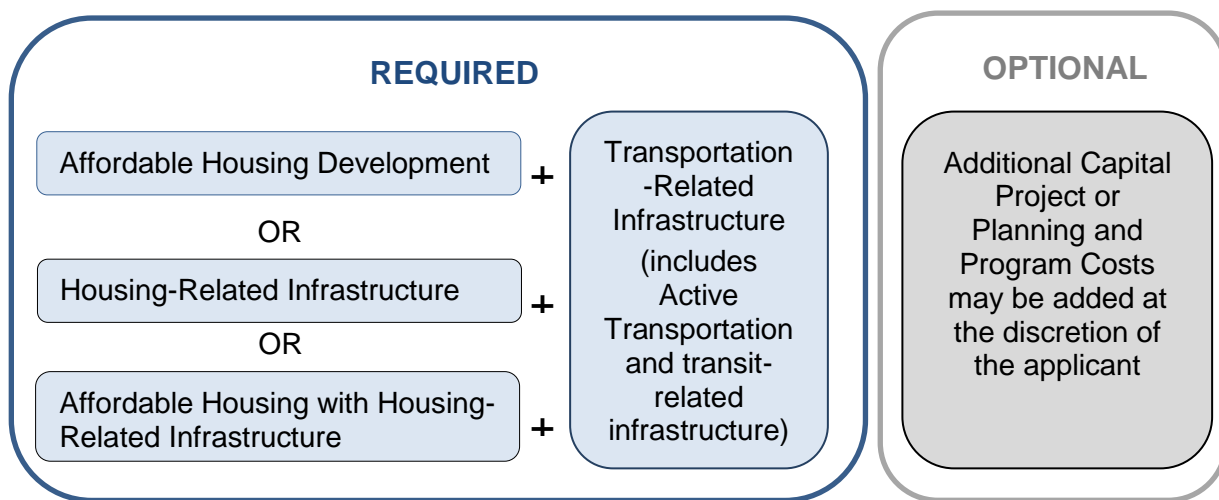 REQUIRED
Affordable Housing Development
+
OR
Housing-Related Infrastructure
+
OR
Affordable Housing with Housing-
Related Infrastructure
+
Transportation
-Related
Infrastructure
(includes
Active
Transportation
and transit-
related
infrastructure)
OPTIONAL
Additional Capital
Project or
Planning and
Program Costs
may be added at
the discretion of
the applicant